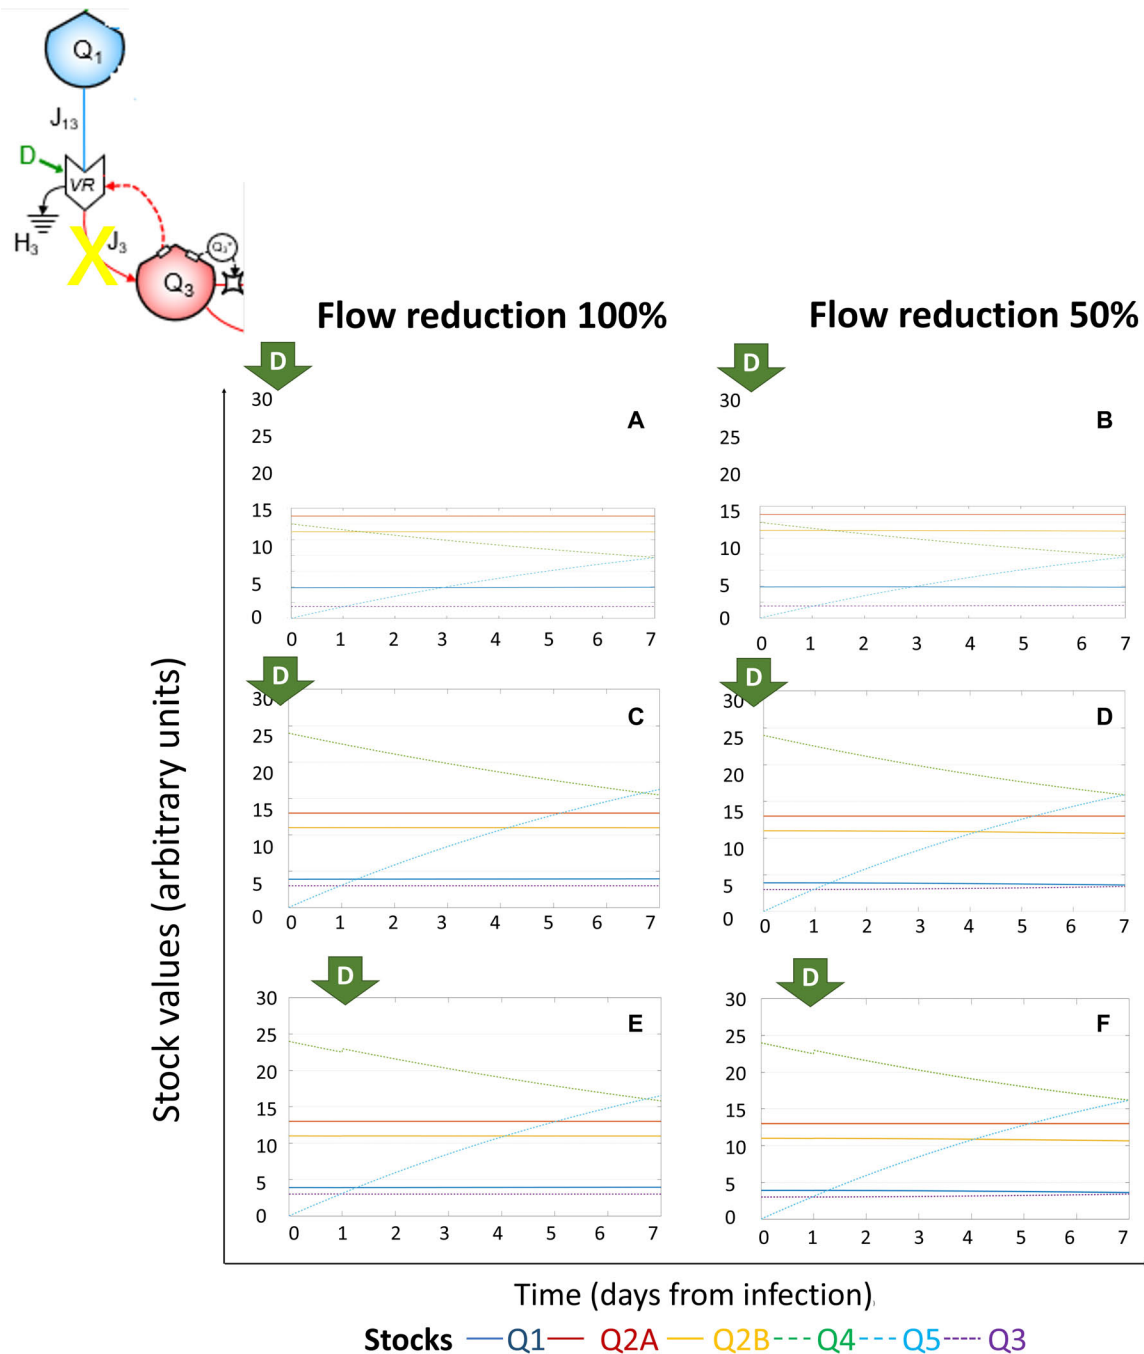 Q1
J13
D
VR
H3
J3
X
Q3
Q3*
Flow reduction 100%
Flow reduction 50%
D
D
30
25
20
15
10
5
0
A
0 1 2 3 4 5 6 7
30
25
20
15
10
5
0
B
0 1 2 3 4 5 6 7
D
D
30
25
20
15
10
5
0
C
0 1 2 3 4 5 6 7
30
25
20
15
10
5
0
D
0 1 2 3 4 5 6 7
D
D
30
25
20
15
10
5
0
E
0 1 2 3 4 5 6 7
30
25
20
15
10
5
0
F
0 1 2 3 4 5 6 7
Stock values (arbitrary units)
Time (days from infection)
Stocks Q1 Q2A Q2B Q4 Q5 Q3